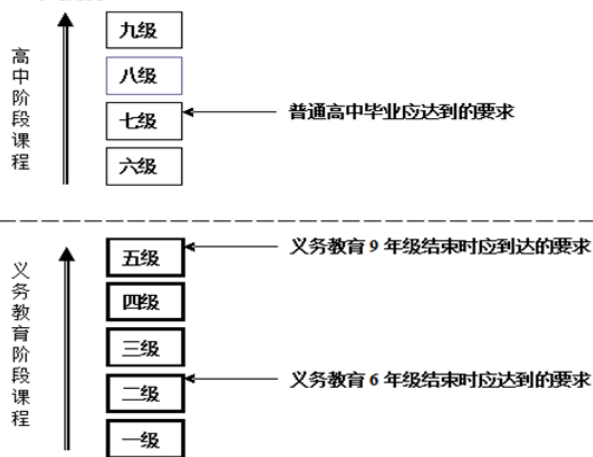 九级
八级
七级
六级
高中阶段课程
普通高中毕业应达到的要求
五级
四级
三级
二级
一级
义务教育阶段课程
义务教育 9 年级结束时应到达的要求
义务教育 6 年级结束时应达到的要求